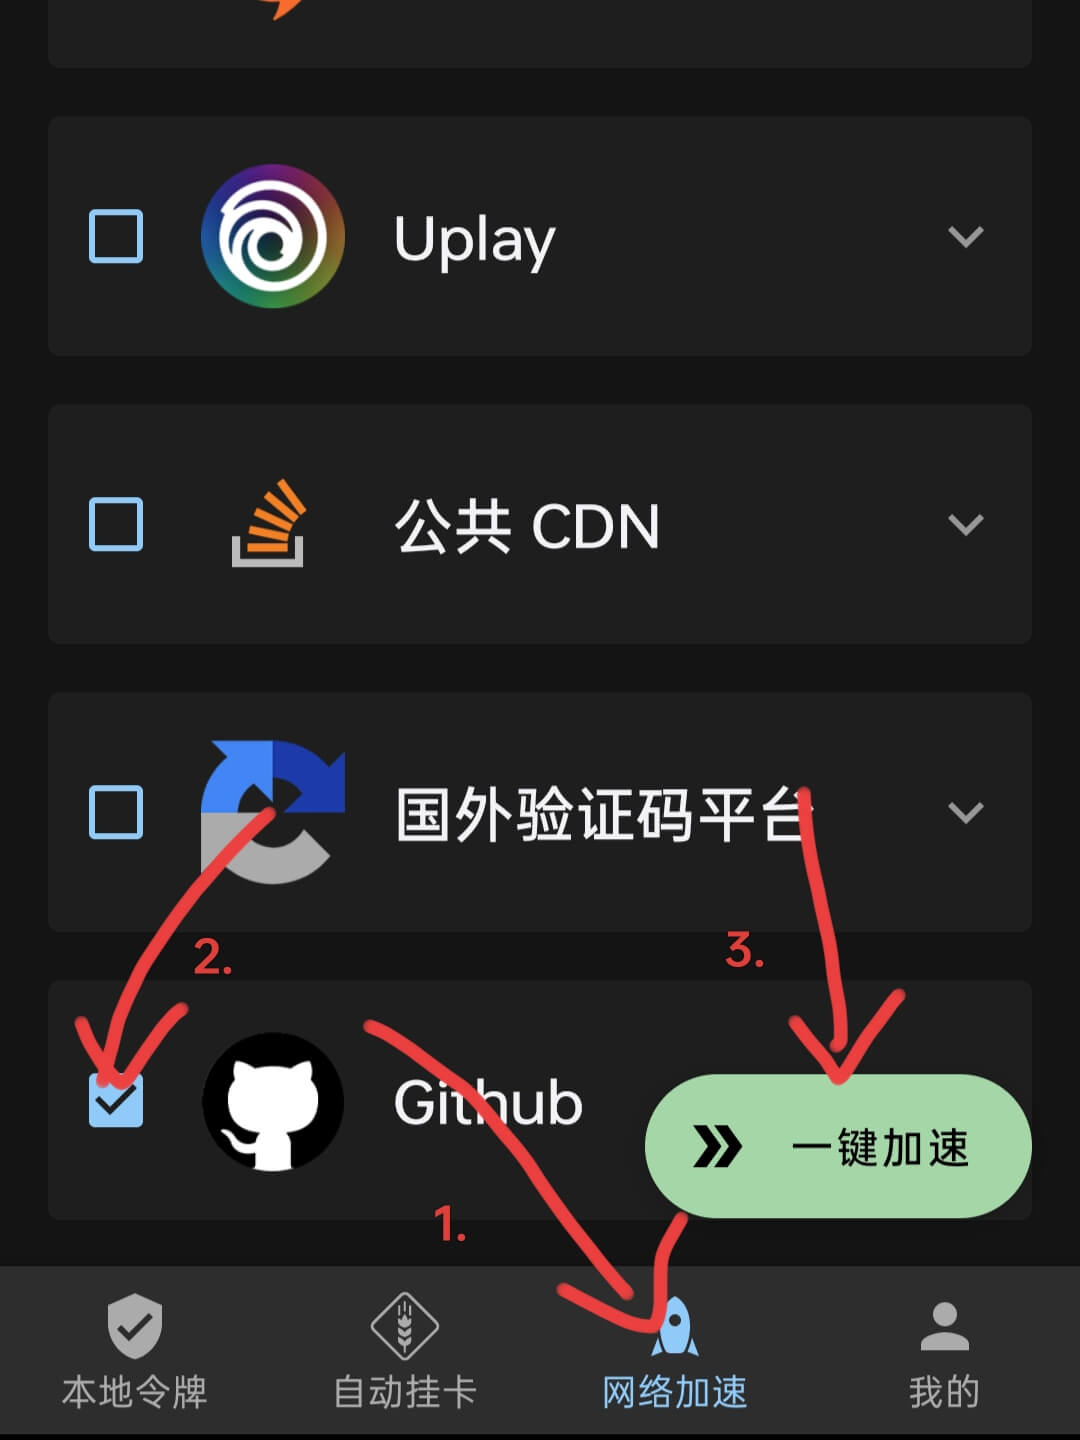 Uplay
公共 CDN
国外验证码平台
2.
3.
Github
一键加速
1.
本地令牌
自动挂卡
网络加速
我的